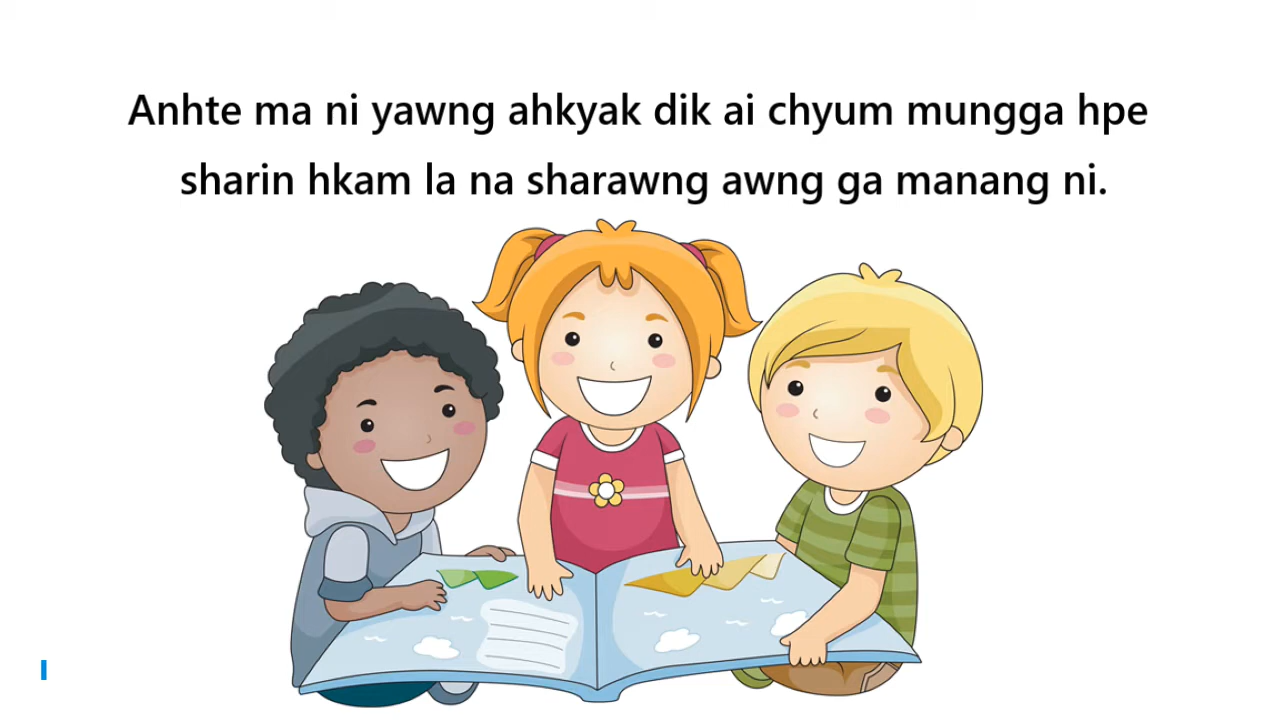 Anhte ma ni yawng ahkyak dik ai chyum mungga hpe
sharin hkam la na sharawng awng ga manang ni.